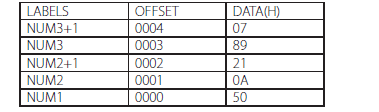 LABELS OFFSET DATA(H)
NUM3+1 0004 07
NUM3 0003 89
NUM2+1 0002 21
NUM2 0001 0A
NUM1 0000 50